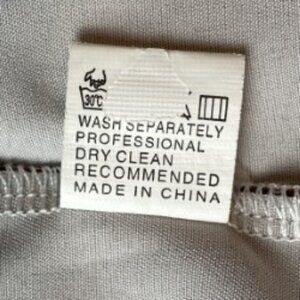 30°C
WASH SEPARATELY
PROFESSIONAL
DRY CLEAN
RECOMMENDED
MADE IN CHINA